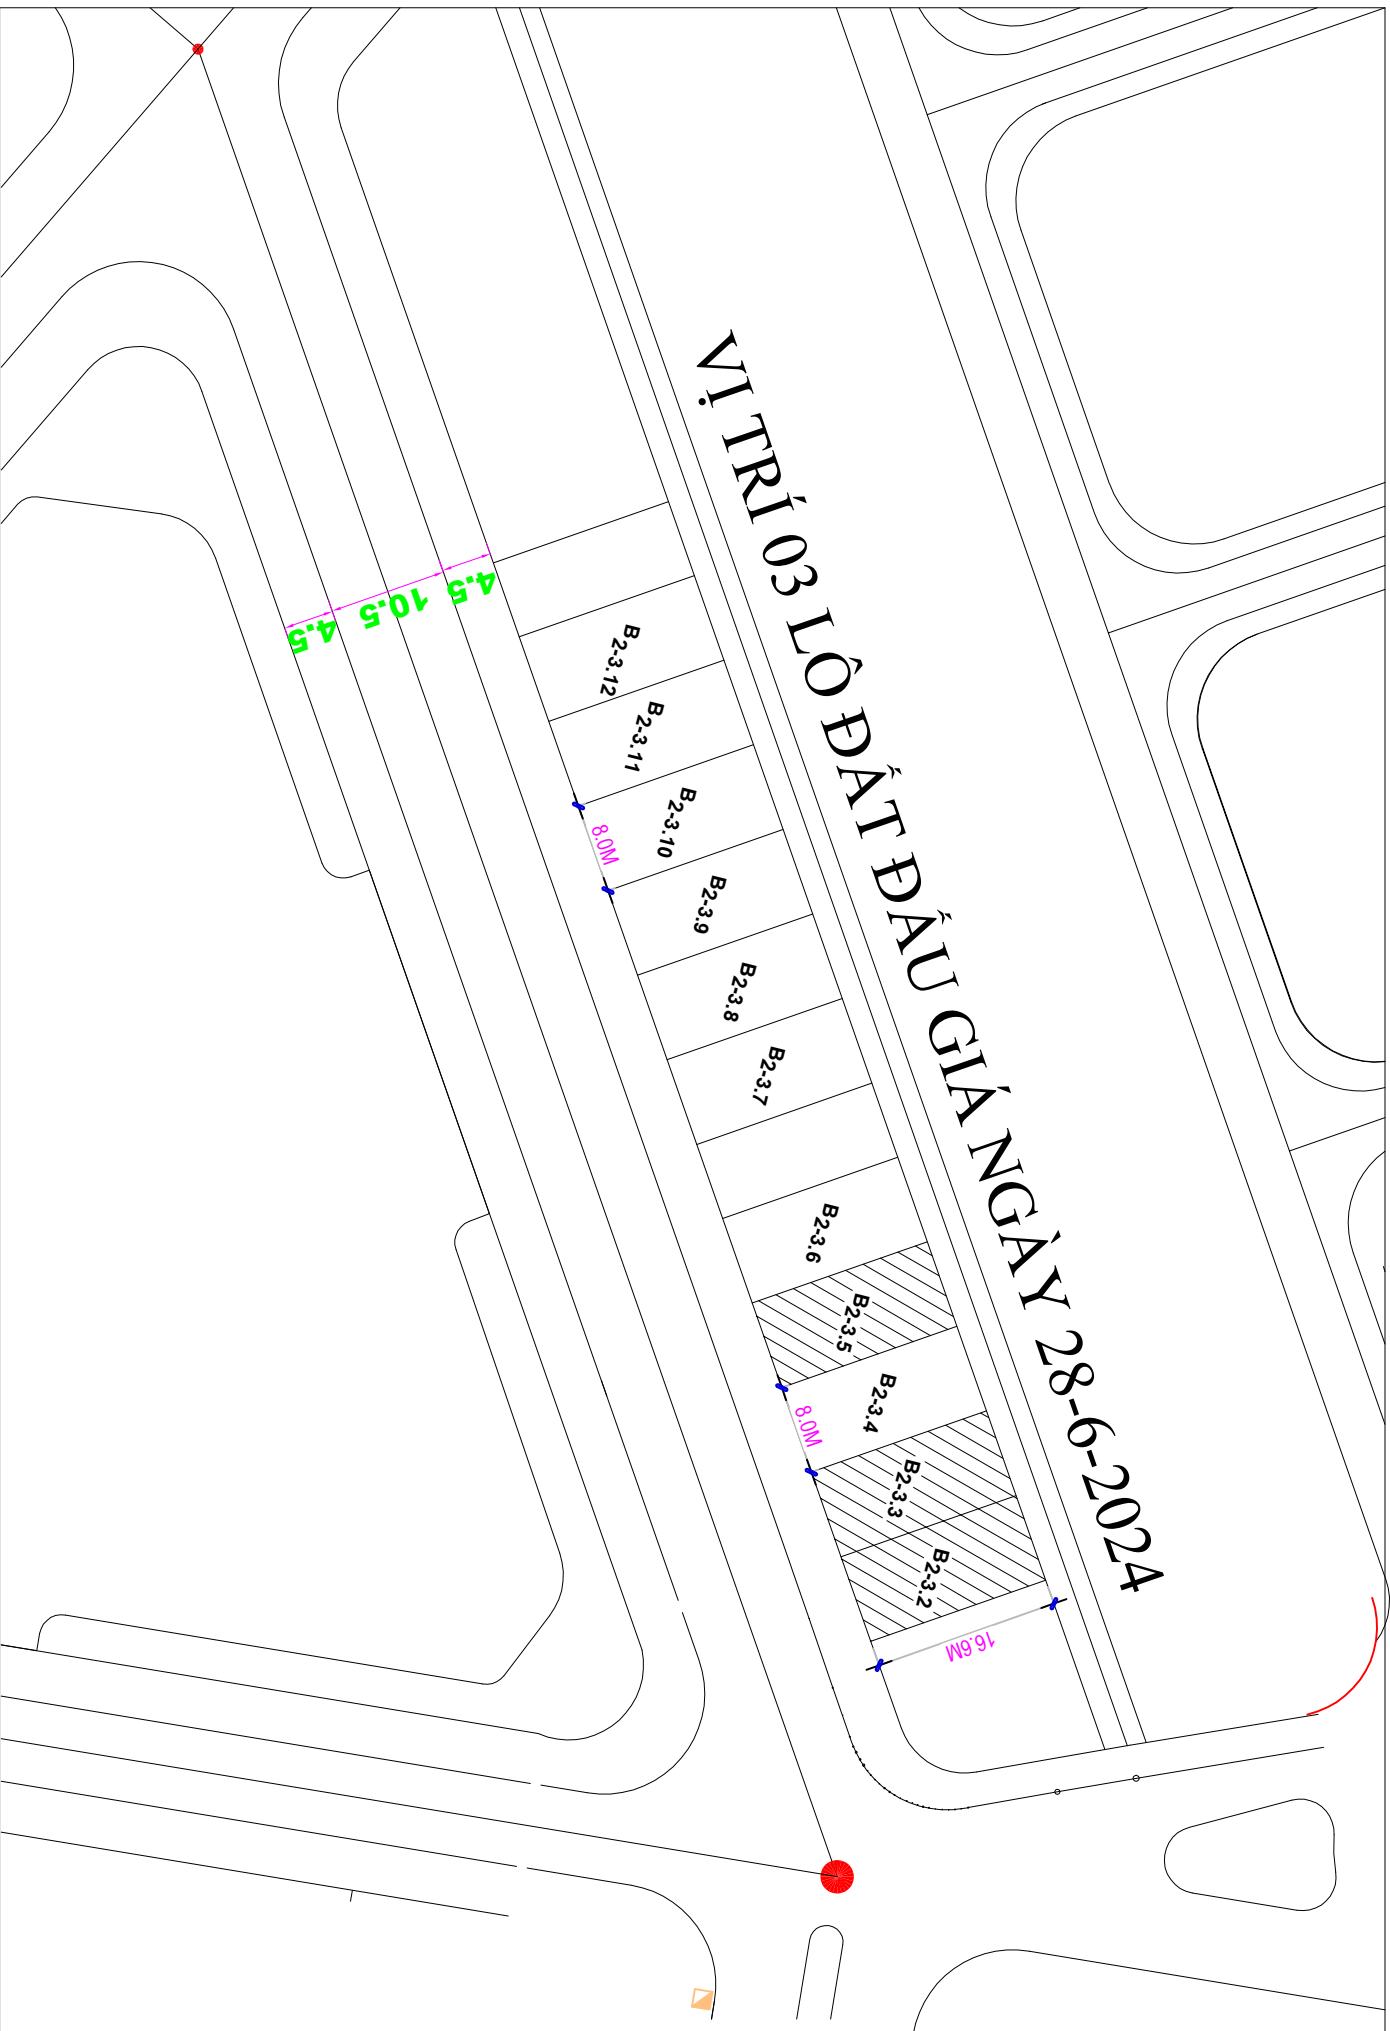 VỊ TRÍ 03 LÔ ĐẤT ĐẤU GIÁ NGÀY 28-6-2024
4.5
10.5
4.5
B2-3.12
B2-3.11
B2-3.10
8.0M
B2-3.9
B2-3.8
B2-3.7
B2-3.6
B2-3.5
B2-3.4
8.0M
B2-3.3
B2-3.2
16.6M